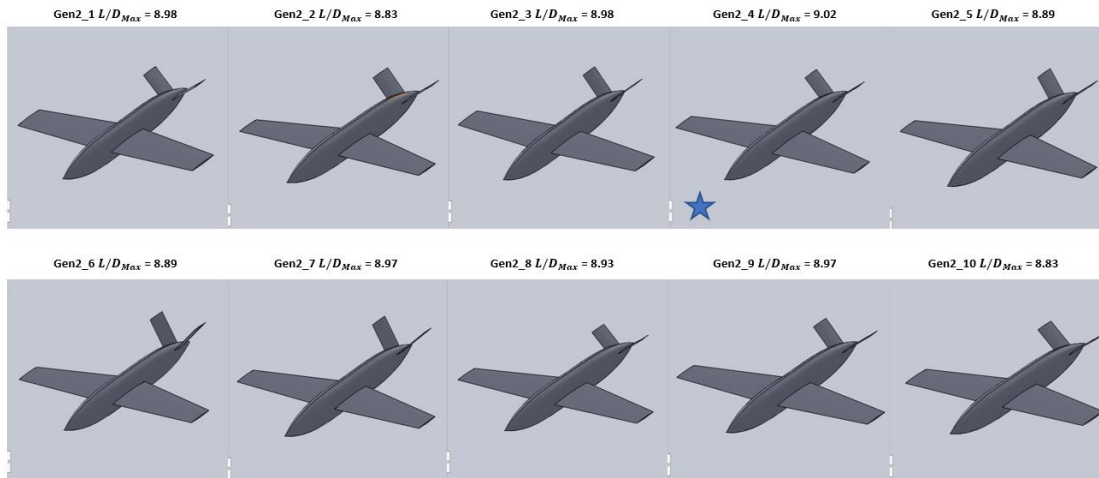 Gen2_1 L/D_Max = 8.98
Gen2_2 L/D_Max = 8.83
Gen2_3 L/D_Max = 8.98
Gen2_4 L/D_Max = 9.02
Gen2_5 L/D_Max = 8.89
Gen2_6 L/D_Max = 8.89
Gen2_7 L/D_Max = 8.97
Gen2_8 L/D_Max = 8.93
Gen2_9 L/D_Max = 8.97
Gen2_10 L/D_Max = 8.83